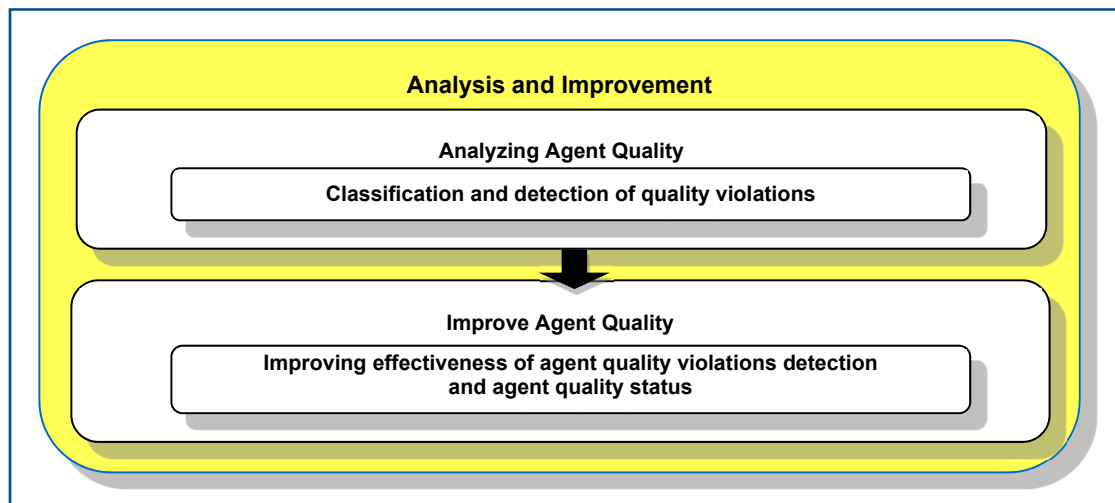 Analysis and Improvement
Analyzing Agent Quality
Classification and detection of quality violations
Improve Agent Quality
Improving effectiveness of agent quality violations detection
and agent quality status